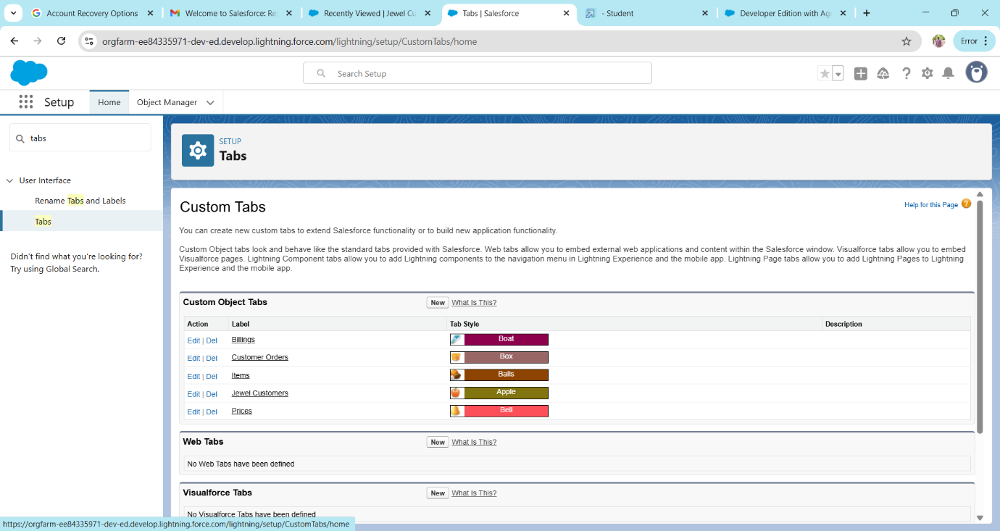 Account Recovery Options
Welcome to Salesforce: Re
Recently Viewed | Jewel Cu
Tabs | Salesforce
- Student
Developer Edition with Ag
orgfarm-ee84335971-dev-ed.develop.lightning.force.com/lightning/setup/CustomTabs/home
Error
Search Setup
Setup
Home
Object Manager
tabs
User Interface
Rename Tabs and Labels
Tabs
Didn't find what you're looking for?
Try using Global Search.
SETUP
Tabs
Custom Tabs
Help for this Page
You can create new custom tabs to extend Salesforce functionality or to build new application functionality.
Custom Object tabs look and behave like the standard tabs provided with Salesforce. Web tabs allow you to embed external web applications and content within the Salesforce window. Visualforce tabs allow you to embed
Visualforce pages. Lightning Component tabs allow you to add Lightning components to the navigation menu in Lightning Experience and the mobile app. Lightning Page tabs allow you to add Lightning Pages to Lightning
Experience and the mobile app.
Custom Object Tabs New What Is This?
Action Label Tab Style Description
Edit | Del Billings Boat
Edit | Del Customer Orders Box
Edit | Del Items Balls
Edit | Del Jewel Customers Apple
Edit | Del Prices Bell
Web Tabs New What Is This?
No Web Tabs have been defined
Visualforce Tabs New What Is This?
No Visualforce Tabs have been defined
https://orgfarm-ee84335971-dev-ed.develop.lightning.force.com/lightning/setup/CustomTabs/home